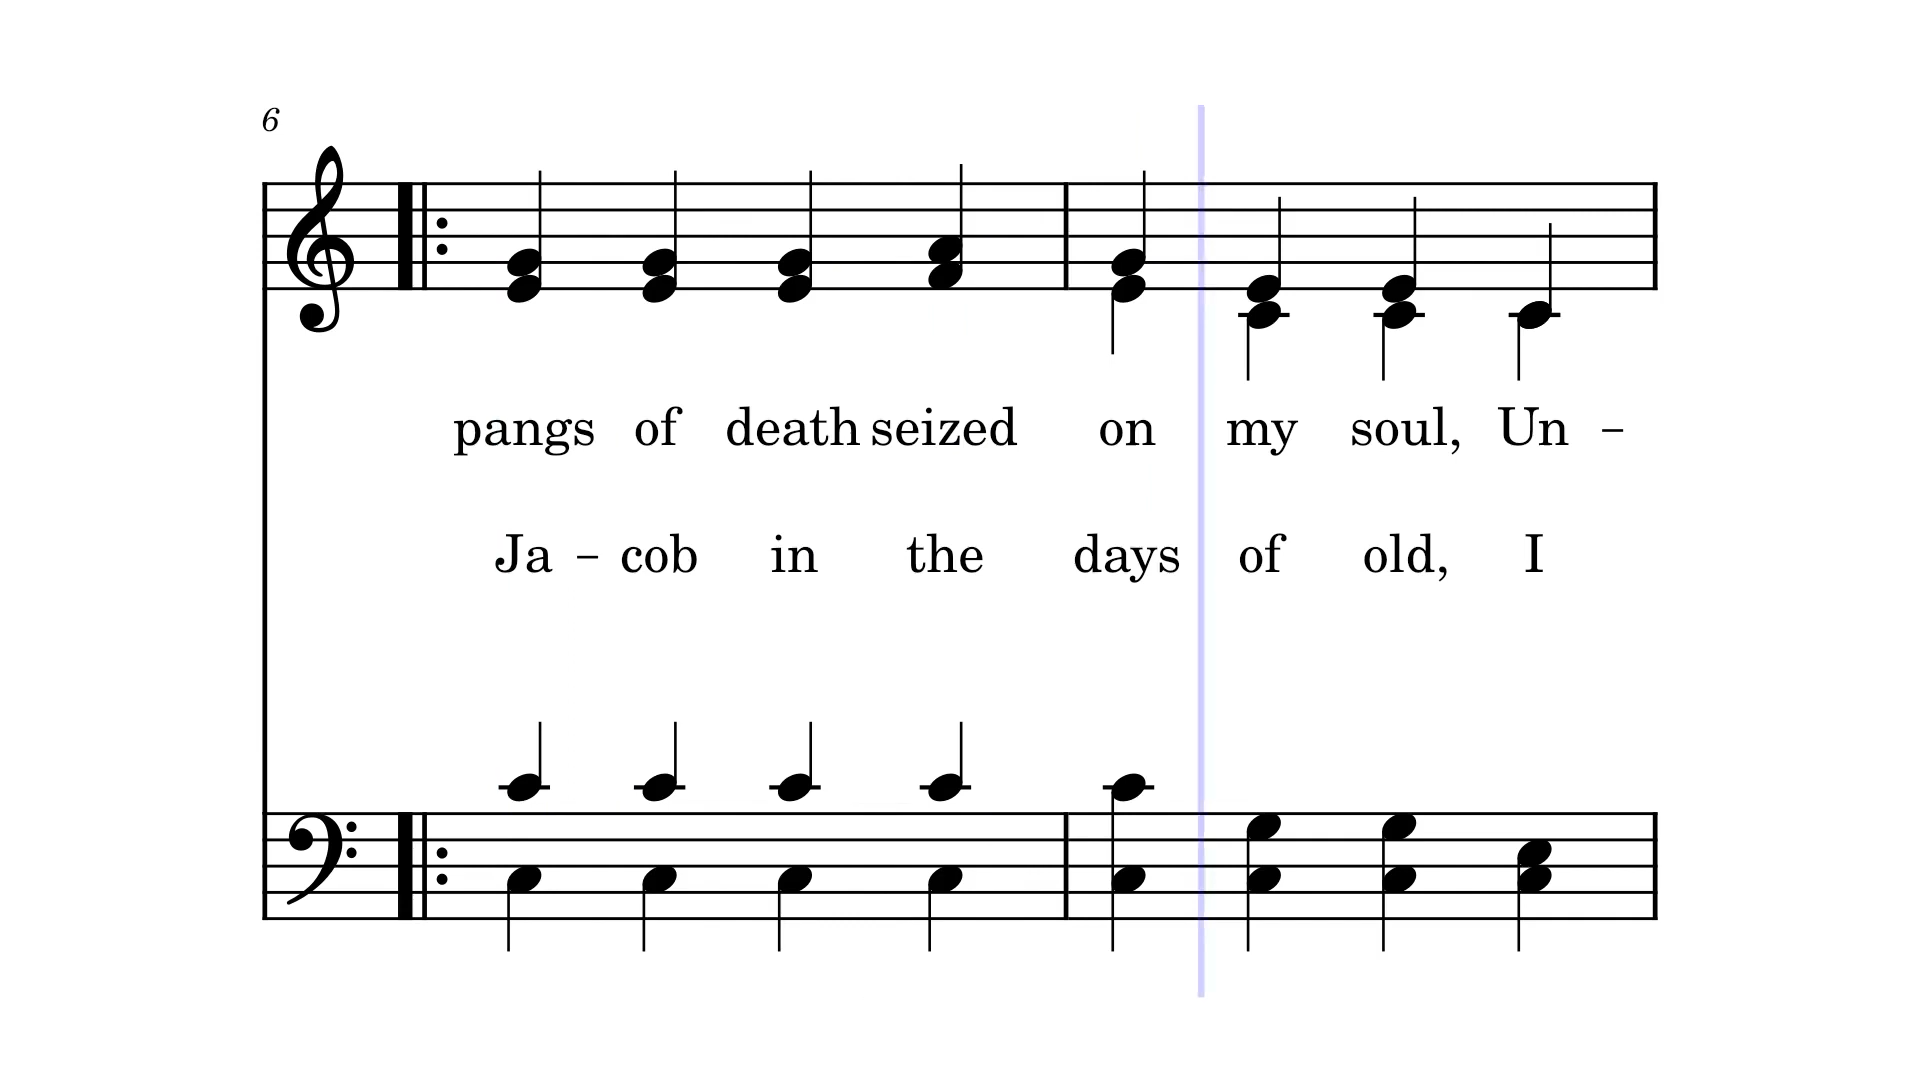 6
pangs of death seized on my soul, Un –
Ja – cob in the days of old, I